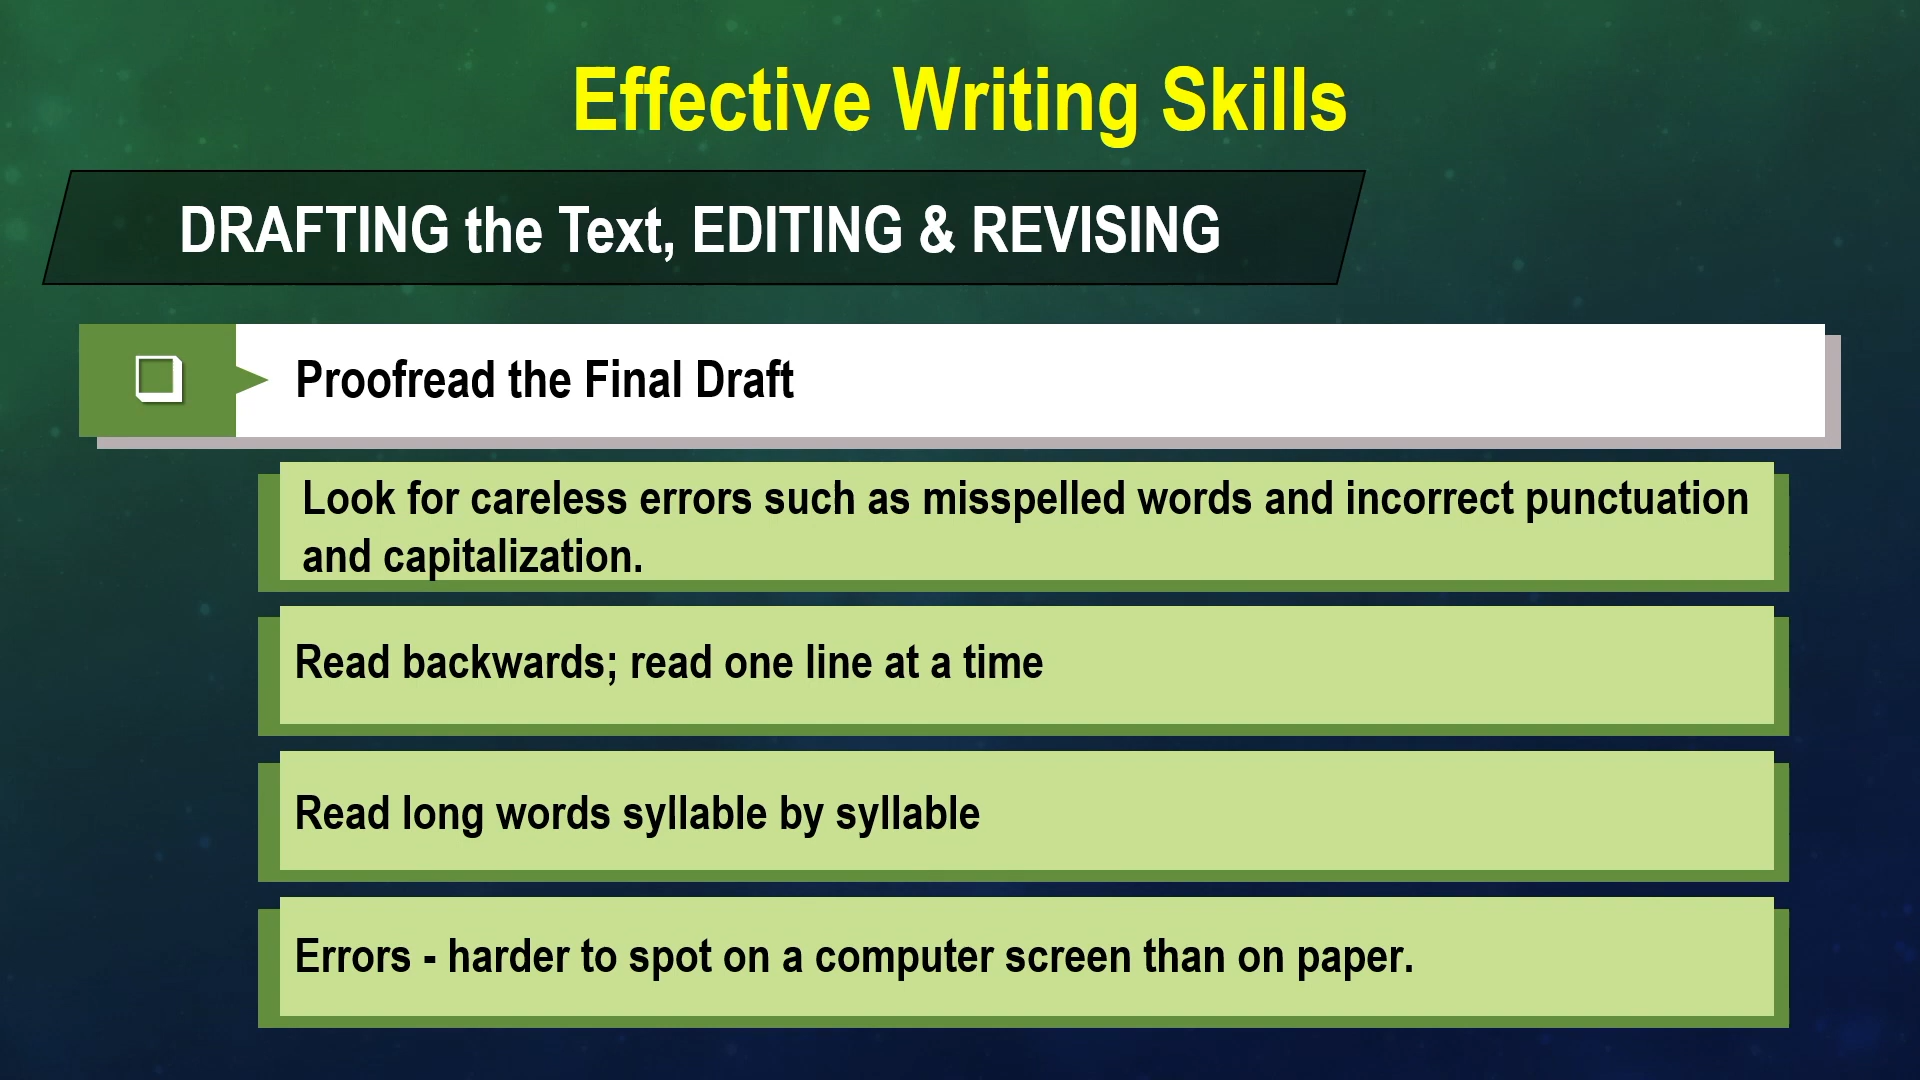 Effective Writing Skills
DRAFTING the Text, EDITING & REVISING
Proofread the Final Draft
Look for careless errors such as misspelled words and incorrect punctuation
and capitalization.
Read backwards; read one line at a time
Read long words syllable by syllable
Errors - harder to spot on a computer screen than on paper.